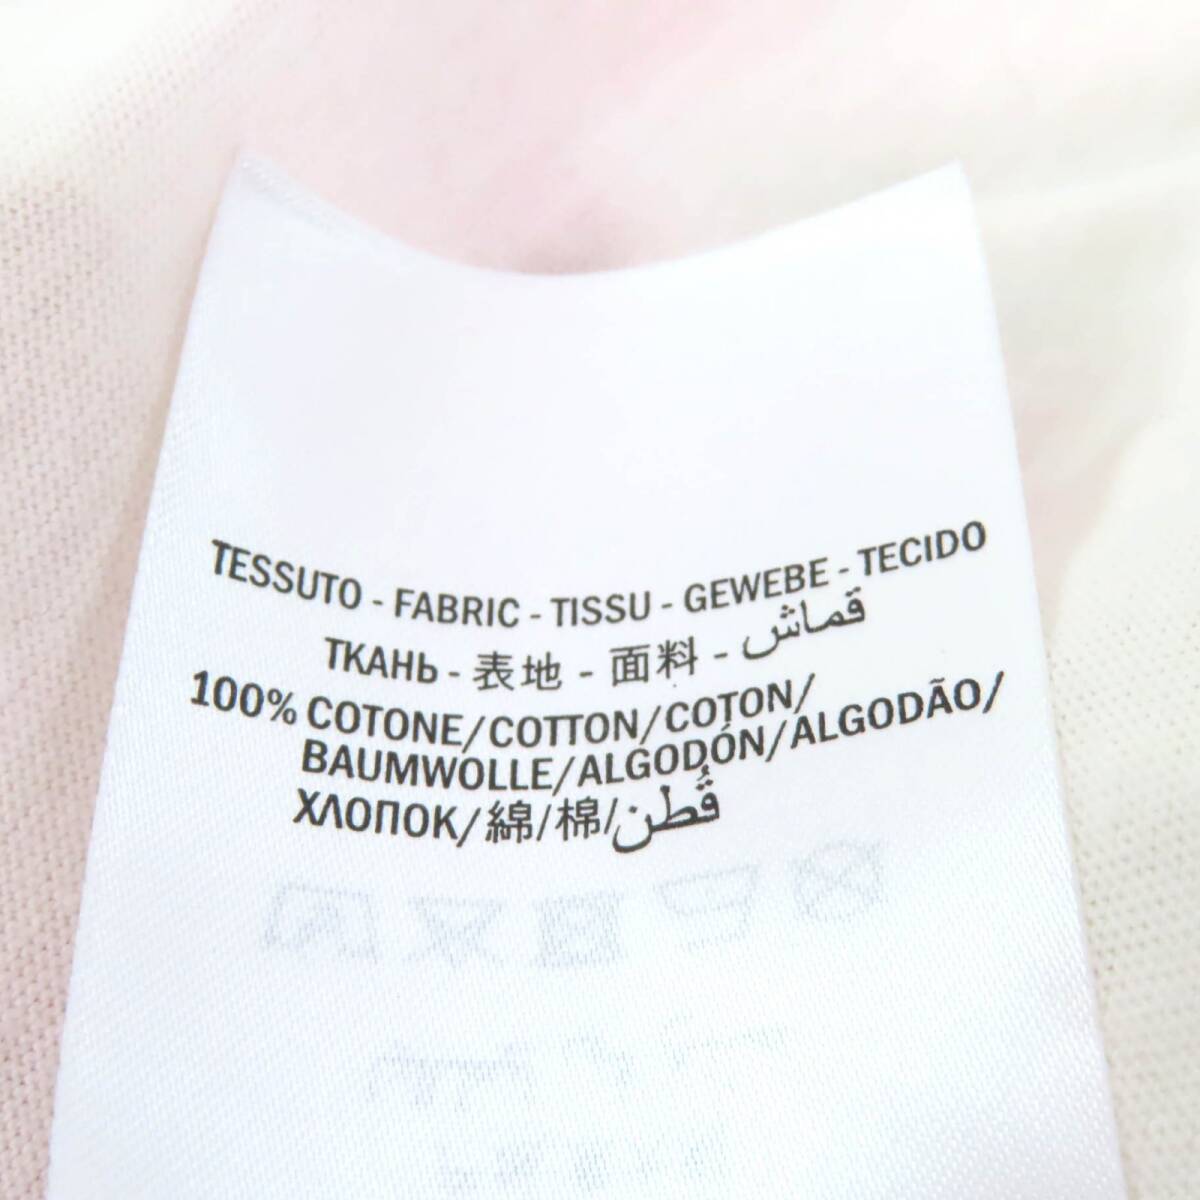 TESSUTO - FABRIC - TISSU - GEWEBE - TECIDO
ТКАНЬ - 表地 - 面料 - قماش
100% COTONE/COTTON/COTON/
BAUMWOLLE/ALGODÓN/ALGODÃO/
ХЛОПОК/綿/棉/قُطن